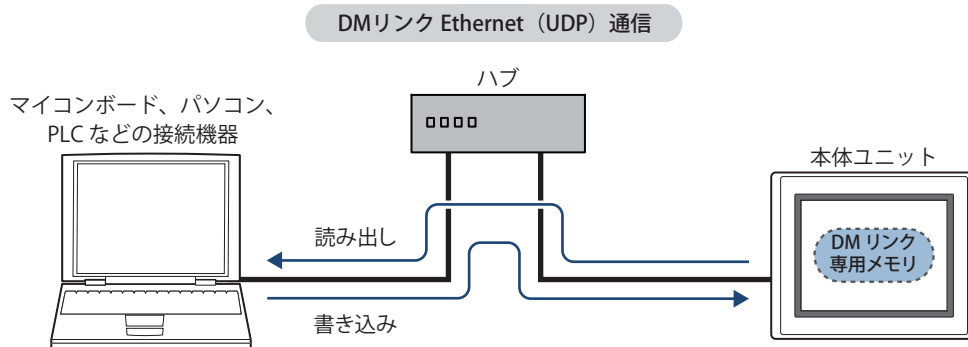 DMリンク Ethernet（UDP）通信
ハブ
マイコンボード、パソコン、
PLC などの接続機器
本体ユニット
読み出し
DM リンク
専用メモリ
書き込み